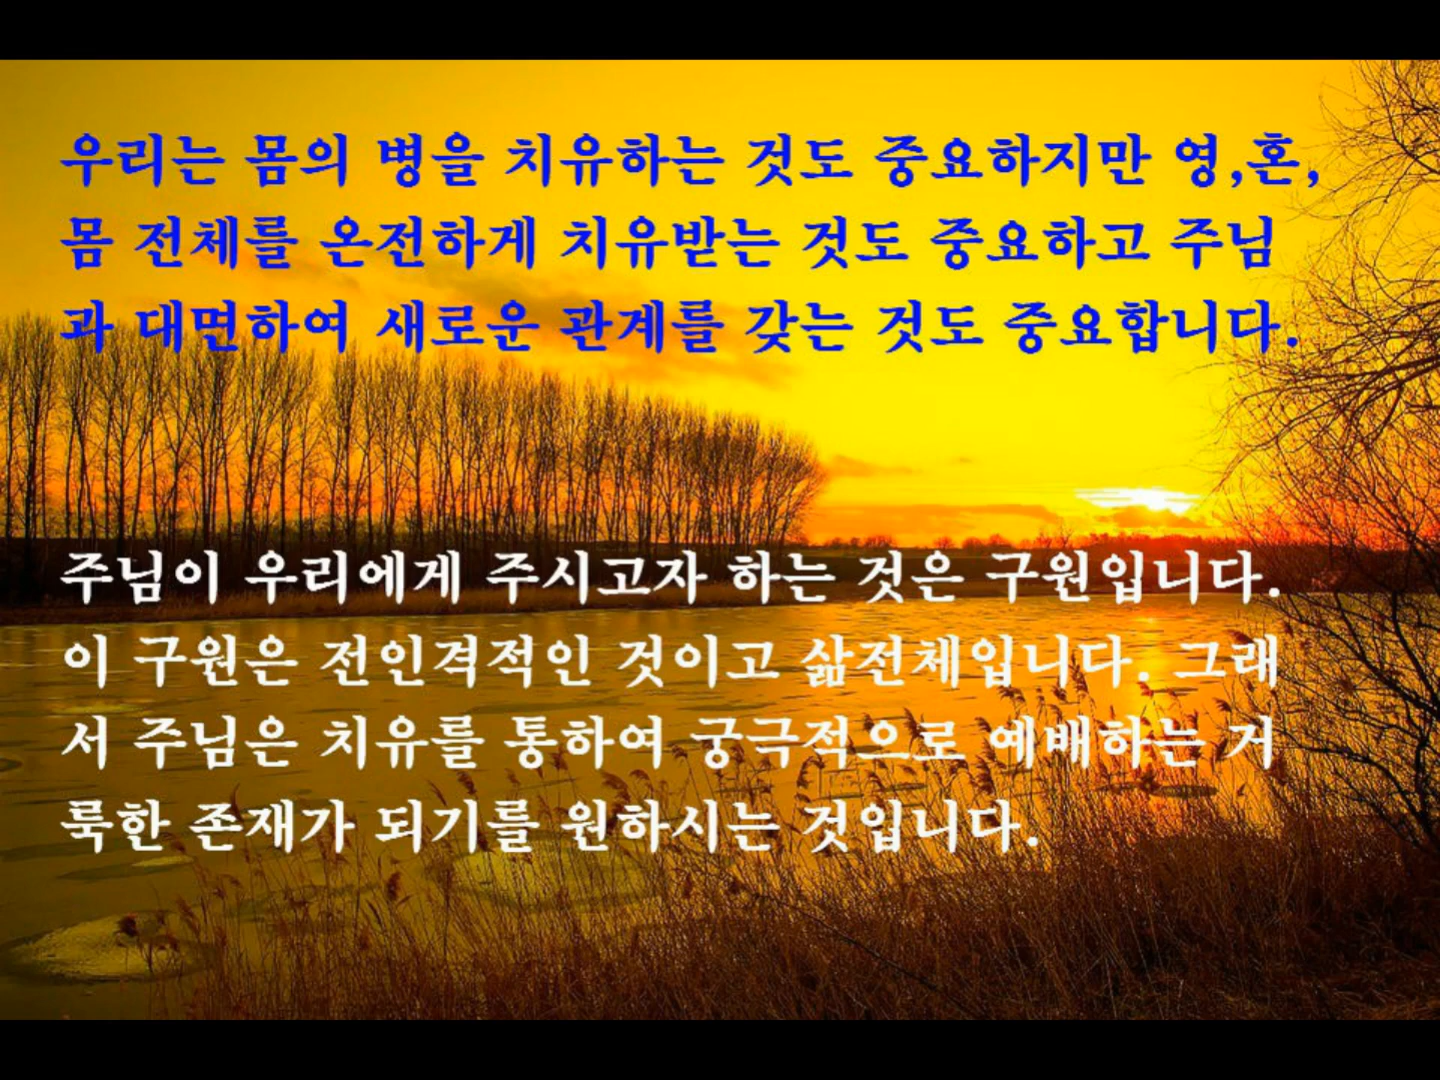 우리는 몸의 병을 치유하는 것도 중요하지만 영,혼,
몸 전체를 온전하게 치유받는 것도 중요하고 주님
과 대면하여 새로운 관계를 갖는 것도 중요합니다.
주님이 우리에게 주시고자 하는 것은 구원입니다.
이 구원은 전인격적인 것이고 삶전체입니다. 그래
서 주님은 치유를 통하여 궁극적으로 예배하는 거
룩한 존재가 되기를 원하시는 것입니다.